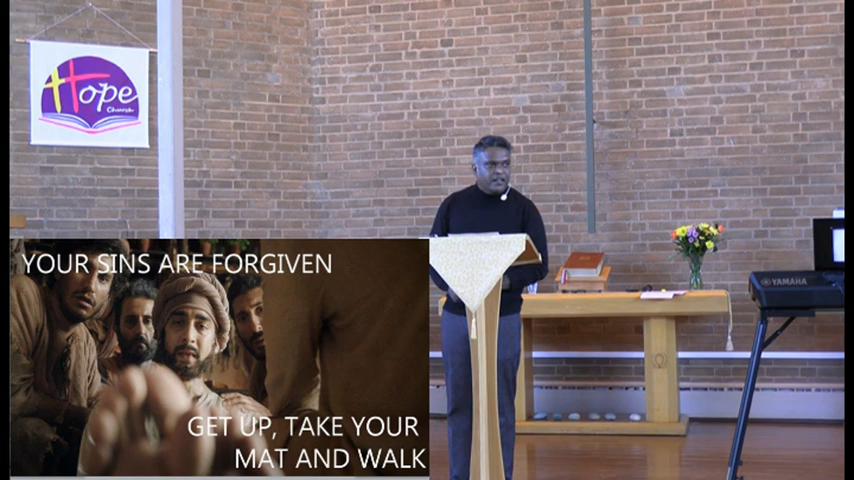 Hope
Church
YOUR SINS ARE FORGIVEN
GET UP, TAKE YOUR
MAT AND WALK
YAMAHA